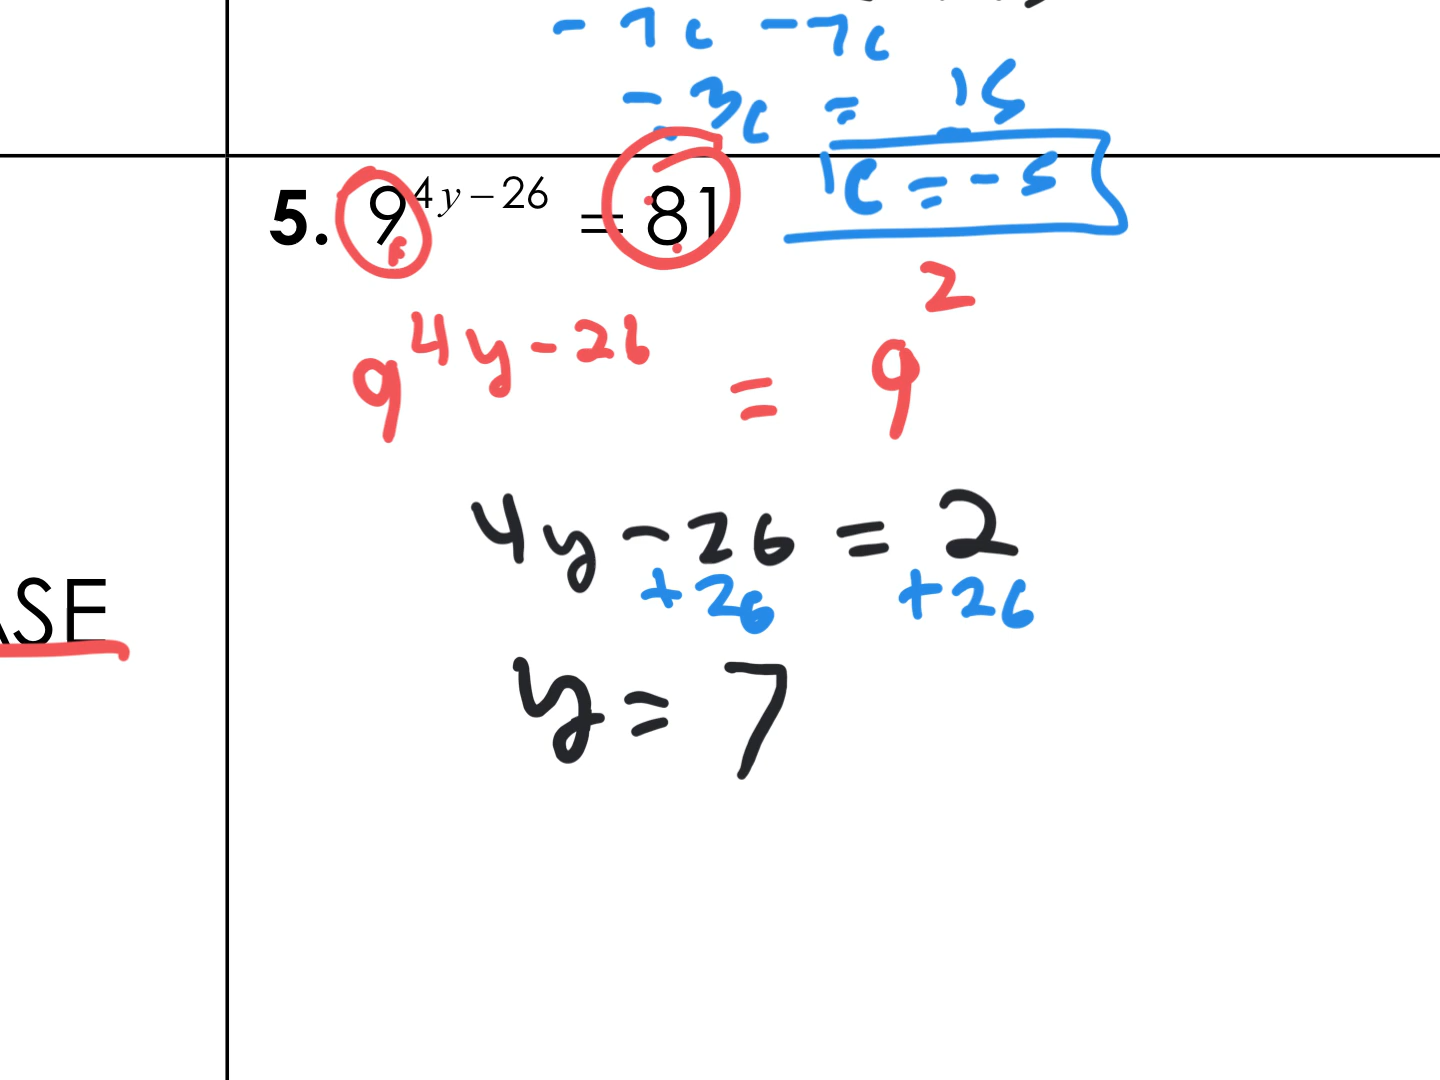 - 7c -7c
- 3c = 15
c = -5
5. 9^{4y-26} = 81
9^{4y-26} = 9^2
4y - 26 = 2
+26 +26
ASE
y = 7